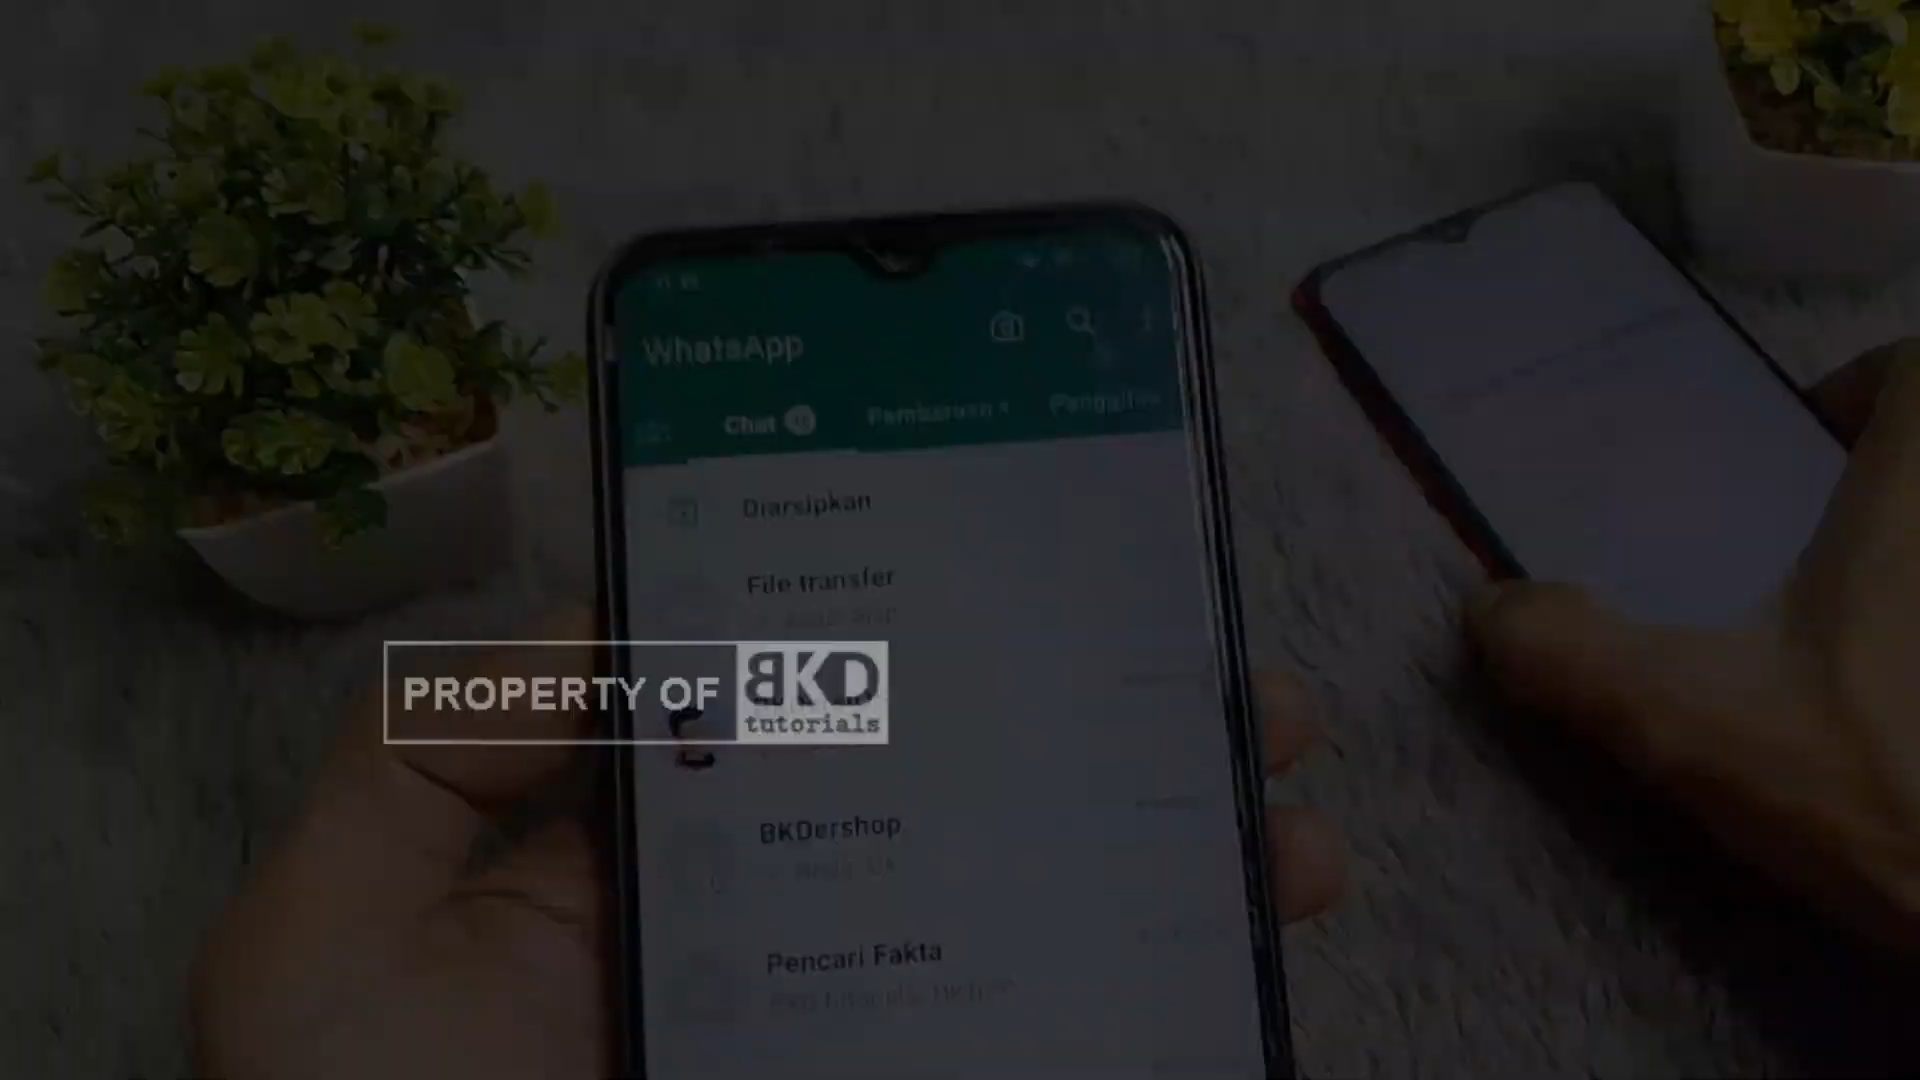 WhatsApp
Chat
Pembaruan
Panggilan
Diarsipkan
File transfer
PROPERTY OF BKD
tutorials
BKDershop
Pencari Fakta